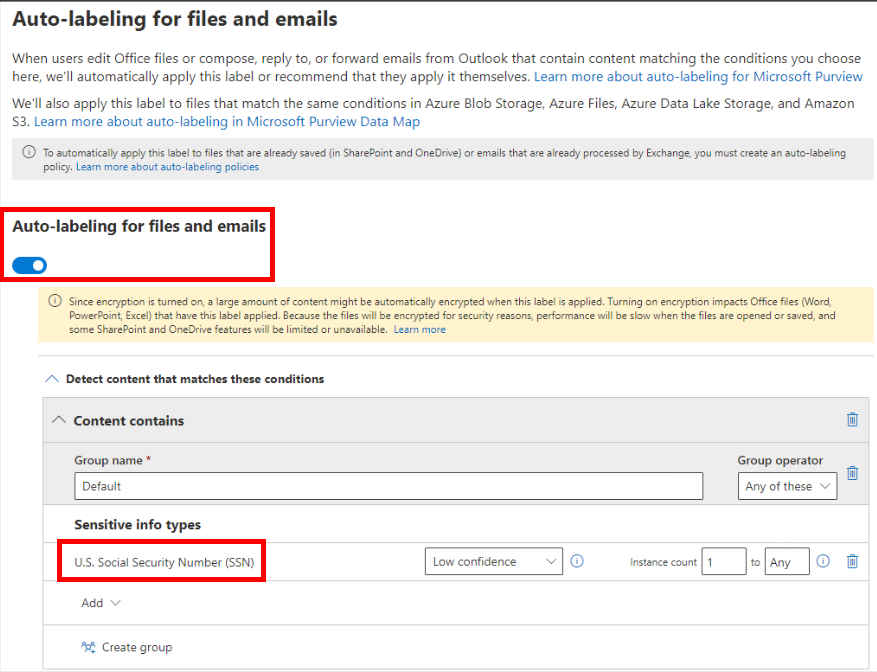 Auto-labeling for files and emails
When users edit Office files or compose, reply to, or forward emails from Outlook that contain content matching the conditions you choose
here, we'll automatically apply this label or recommend that they apply it themselves. Learn more about auto-labeling for Microsoft Purview
We'll also apply this label to files that match the same conditions in Azure Blob Storage, Azure Files, Azure Data Lake Storage, and Amazon
S3. Learn more about auto-labeling in Microsoft Purview Data Map
To automatically apply this label to files that are already saved (in SharePoint and OneDrive) or emails that are already processed by Exchange, you must create an auto-labeling
policy. Learn more about auto-labeling policies
Auto-labeling for files and emails
Since encryption is turned on, a large amount of content might be automatically encrypted when this label is applied. Turning on encryption impacts Office files (Word,
PowerPoint, Excel) that have this label applied. Because the files will be encrypted for security reasons, performance will be slow when the files are opened or saved, and
some SharePoint and OneDrive features will be limited or unavailable. Learn more
Detect content that matches these conditions
Content contains
Group name * Group operator
Default Any of these
Sensitive info types
U.S. Social Security Number (SSN) Low confidence Instance count 1 to Any
Add
Create group